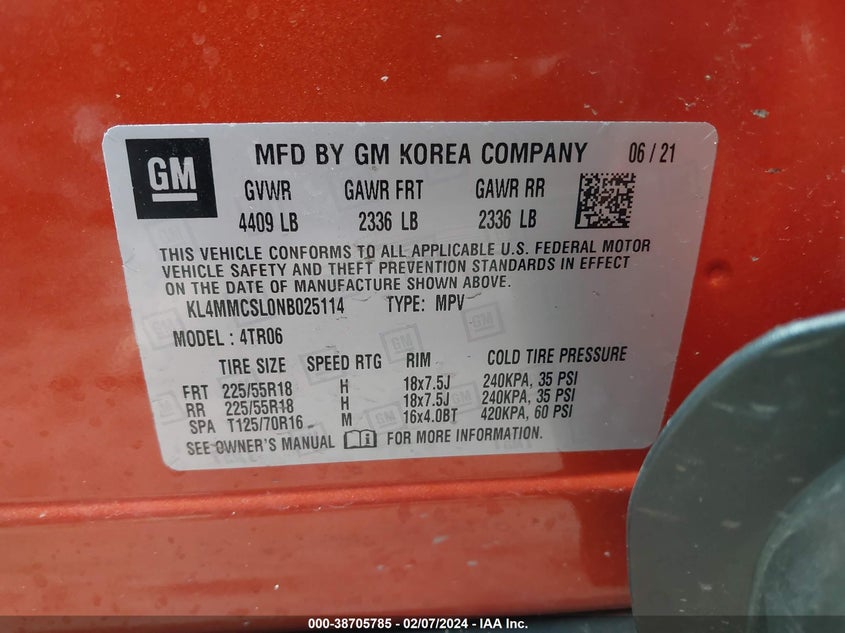 GM MFD BY GM KOREA COMPANY 06 / 21
GVWR GAWR FRT GAWR RR
4409 LB 2336 LB 2336 LB
THIS VEHICLE CONFORMS TO ALL APPLICABLE U.S. FEDERAL MOTOR
VEHICLE SAFETY AND THEFT PREVENTION STANDARDS IN EFFECT
ON THE DATE OF MANUFACTURE SHOWN ABOVE.
KL4MMCSL0NB025114 TYPE: MPV
MODEL : 4TR06
TIRE SIZE SPEED RTG RIM COLD TIRE PRESSURE
FRT 225/55R18 H 18x7.5J 240KPA, 35 PSI
RR 225/55R18 H 18x7.5J 240KPA, 35 PSI
SPA T125/70R16 M 16x4.0BT 420KPA, 60 PSI
SEE OWNER'S MANUAL FOR MORE INFORMATION.
000-38705785 - 02/07/2024 - IAA Inc.